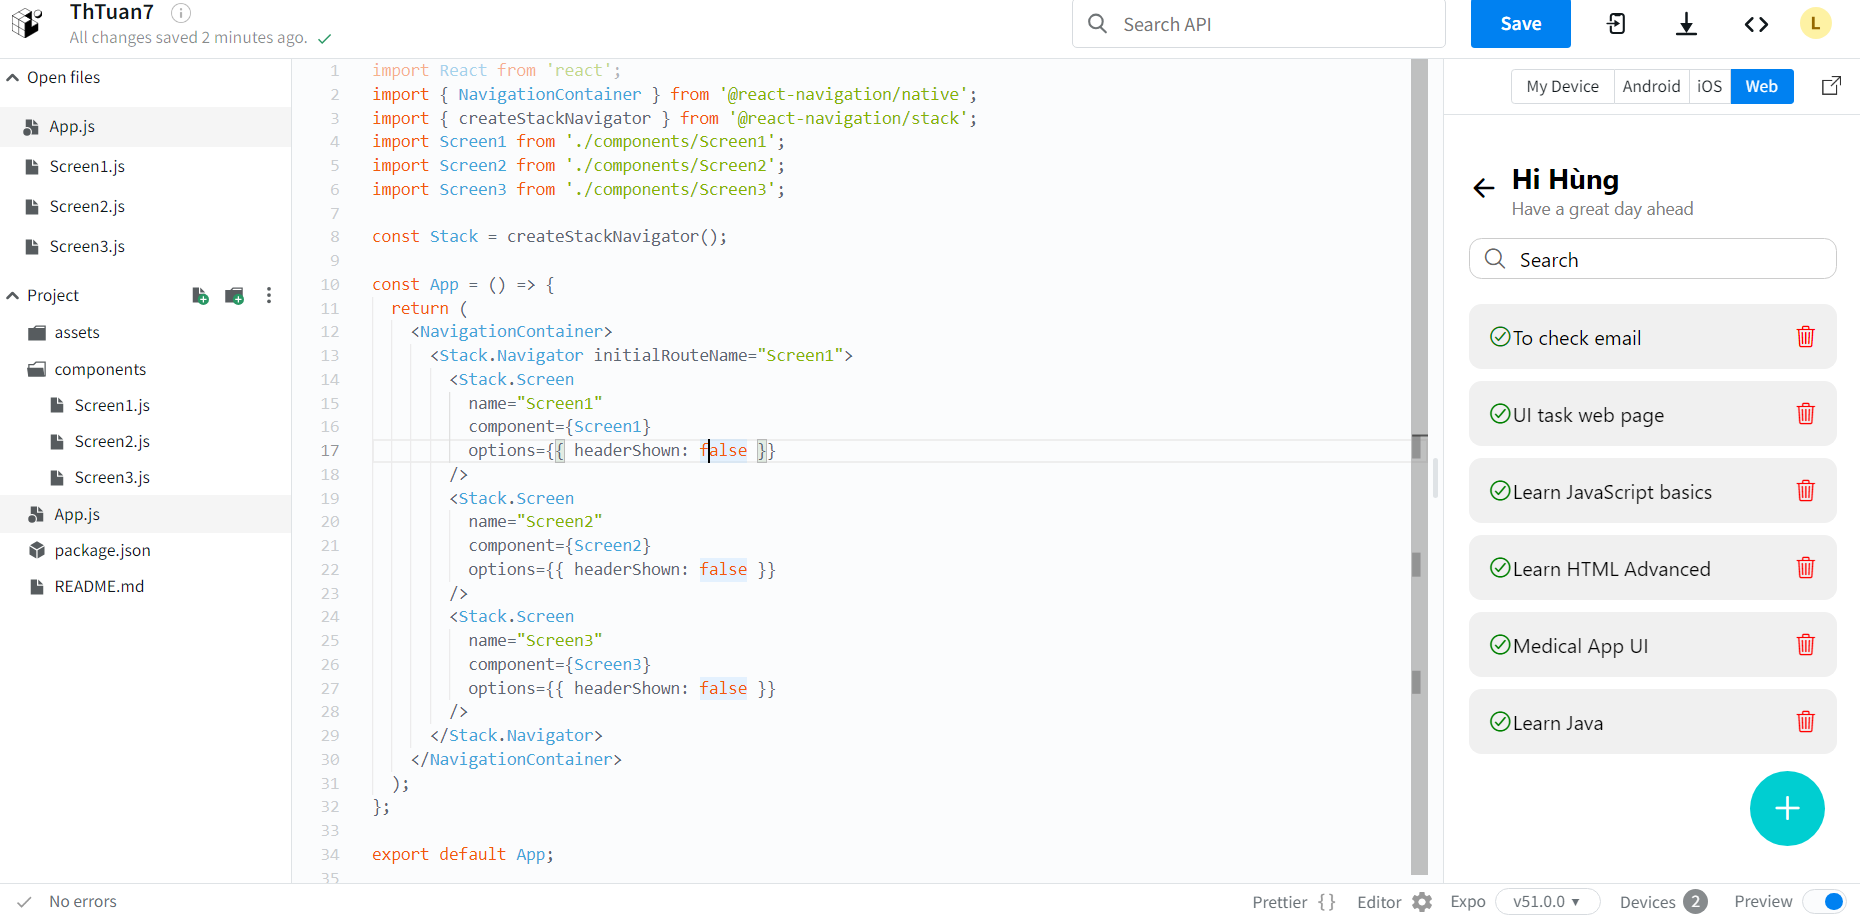 ThTuan7
All changes saved 2 minutes ago.
Search API
Save
L
Open files
App.js
Screen1.js
Screen2.js
Screen3.js
Project
assets
components
Screen1.js
Screen2.js
Screen3.js
App.js
package.json
README.md
1 import React from 'react';
2 import { NavigationContainer } from '@react-navigation/native';
3 import { createStackNavigator } from '@react-navigation/stack';
4 import Screen1 from './components/Screen1';
5 import Screen2 from './components/Screen2';
6 import Screen3 from './components/Screen3';
7
8 const Stack = createStackNavigator();
9
10 const App = () => {
11 return (
12 <NavigationContainer>
13 <Stack.Navigator initialRouteName="Screen1">
14 <Stack.Screen
15 name="Screen1"
16 component={Screen1}
17 options={{ headerShown: false }}
18 />
19 <Stack.Screen
20 name="Screen2"
21 component={Screen2}
22 options={{ headerShown: false }}
23 />
24 <Stack.Screen
25 name="Screen3"
26 component={Screen3}
27 options={{ headerShown: false }}
28 />
29 </Stack.Navigator>
30 </NavigationContainer>
31 );
32 };
33
34 export default App;
35
My Device Android iOS Web
Hi Hùng
Have a great day ahead
Search
To check email
UI task web page
Learn JavaScript basics
Learn HTML Advanced
Medical App UI
Learn Java
+
No errors
Prettier { } Editor Expo v51.0.0 Devices 2 Preview